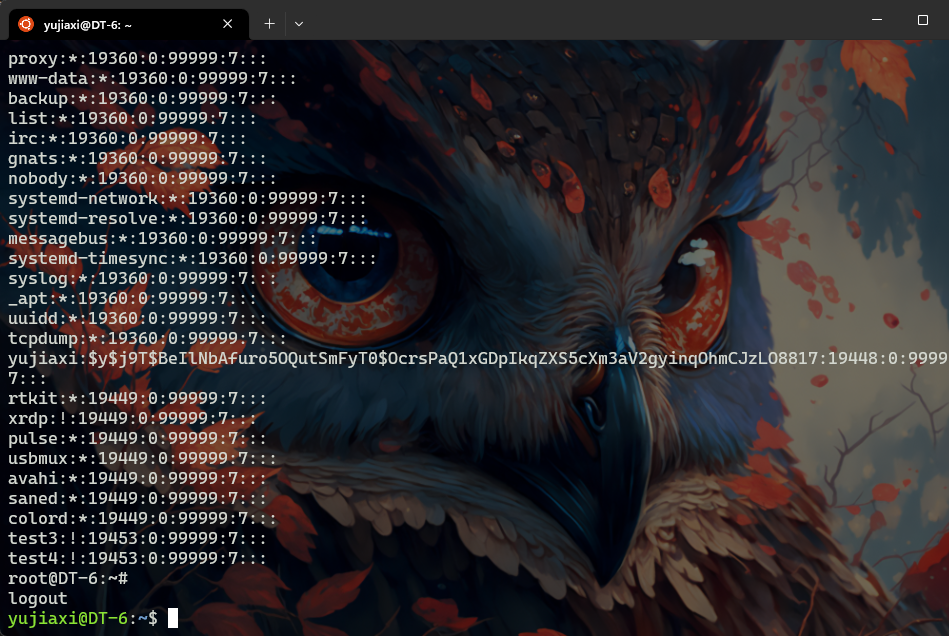 yujiaxi@DT-6: ~
proxy:*:19360:0:99999:7:::
www-data:*:19360:0:99999:7:::
backup:*:19360:0:99999:7:::
list:*:19360:0:99999:7:::
irc:*:19360:0:99999:7:::
gnats:*:19360:0:99999:7:::
nobody:*:19360:0:99999:7:::
systemd-network:*:19360:0:99999:7:::
systemd-resolve:*:19360:0:99999:7:::
messagebus:*:19360:0:99999:7:::
systemd-timesync:*:19360:0:99999:7:::
syslog:*:19360:0:99999:7:::
_apt:*:19360:0:99999:7:::
uuidd:*:19360:0:99999:7:::
tcpdump:*:19360:0:99999:7:::
yujiaxi:$y$j9T$BeIlNbAfuro5OQutSmFyT0$OcrsPaQ1xGDpIkqZXS5cXm3aV2gyinqOhmCJzLO8817:19448:0:9999
7:::
rtkit:*:19449:0:99999:7:::
xrdp:!:19449:0:99999:7:::
pulse:*:19449:0:99999:7:::
usbmux:*:19449:0:99999:7:::
avahi:*:19449:0:99999:7:::
saned:*:19449:0:99999:7:::
colord:*:19449:0:99999:7:::
test3:!:19453:0:99999:7:::
test4:!:19453:0:99999:7:::
root@DT-6:~#
logout
yujiaxi@DT-6:~$